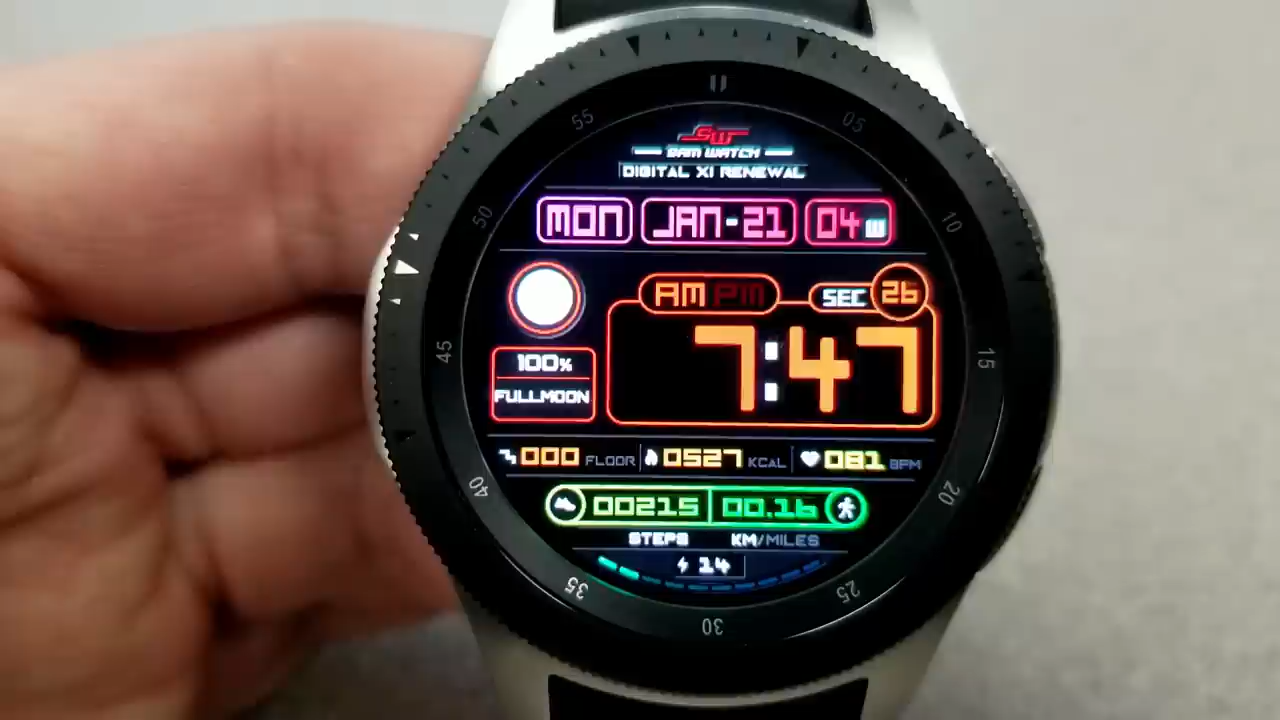 SW
SAM WATCH
DIGITAL XI RENEWAL
MON JAN-21 04 W
AM PM SEC 26
7:47
100%
FULLMOON
000 FLOOR 0527 KCAL 081 BPM
00215 00.16
STEPS KM/MILES
14
55 05 10 15 20 25 30 35 40 45 50